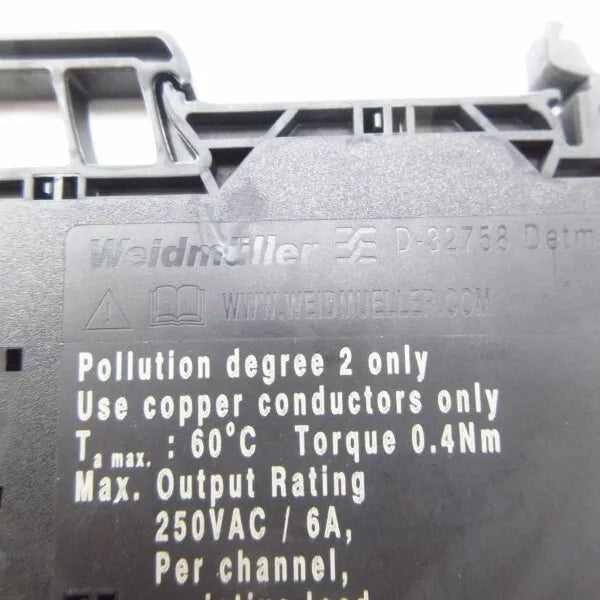 Weidmüller D-32758 Detm
WWW.WEIDMUELLER.COM
Pollution degree 2 only
Use copper conductors only
Ta max. : 60°C Torque 0.4Nm
Max. Output Rating
250VAC / 6A,
Per channel,